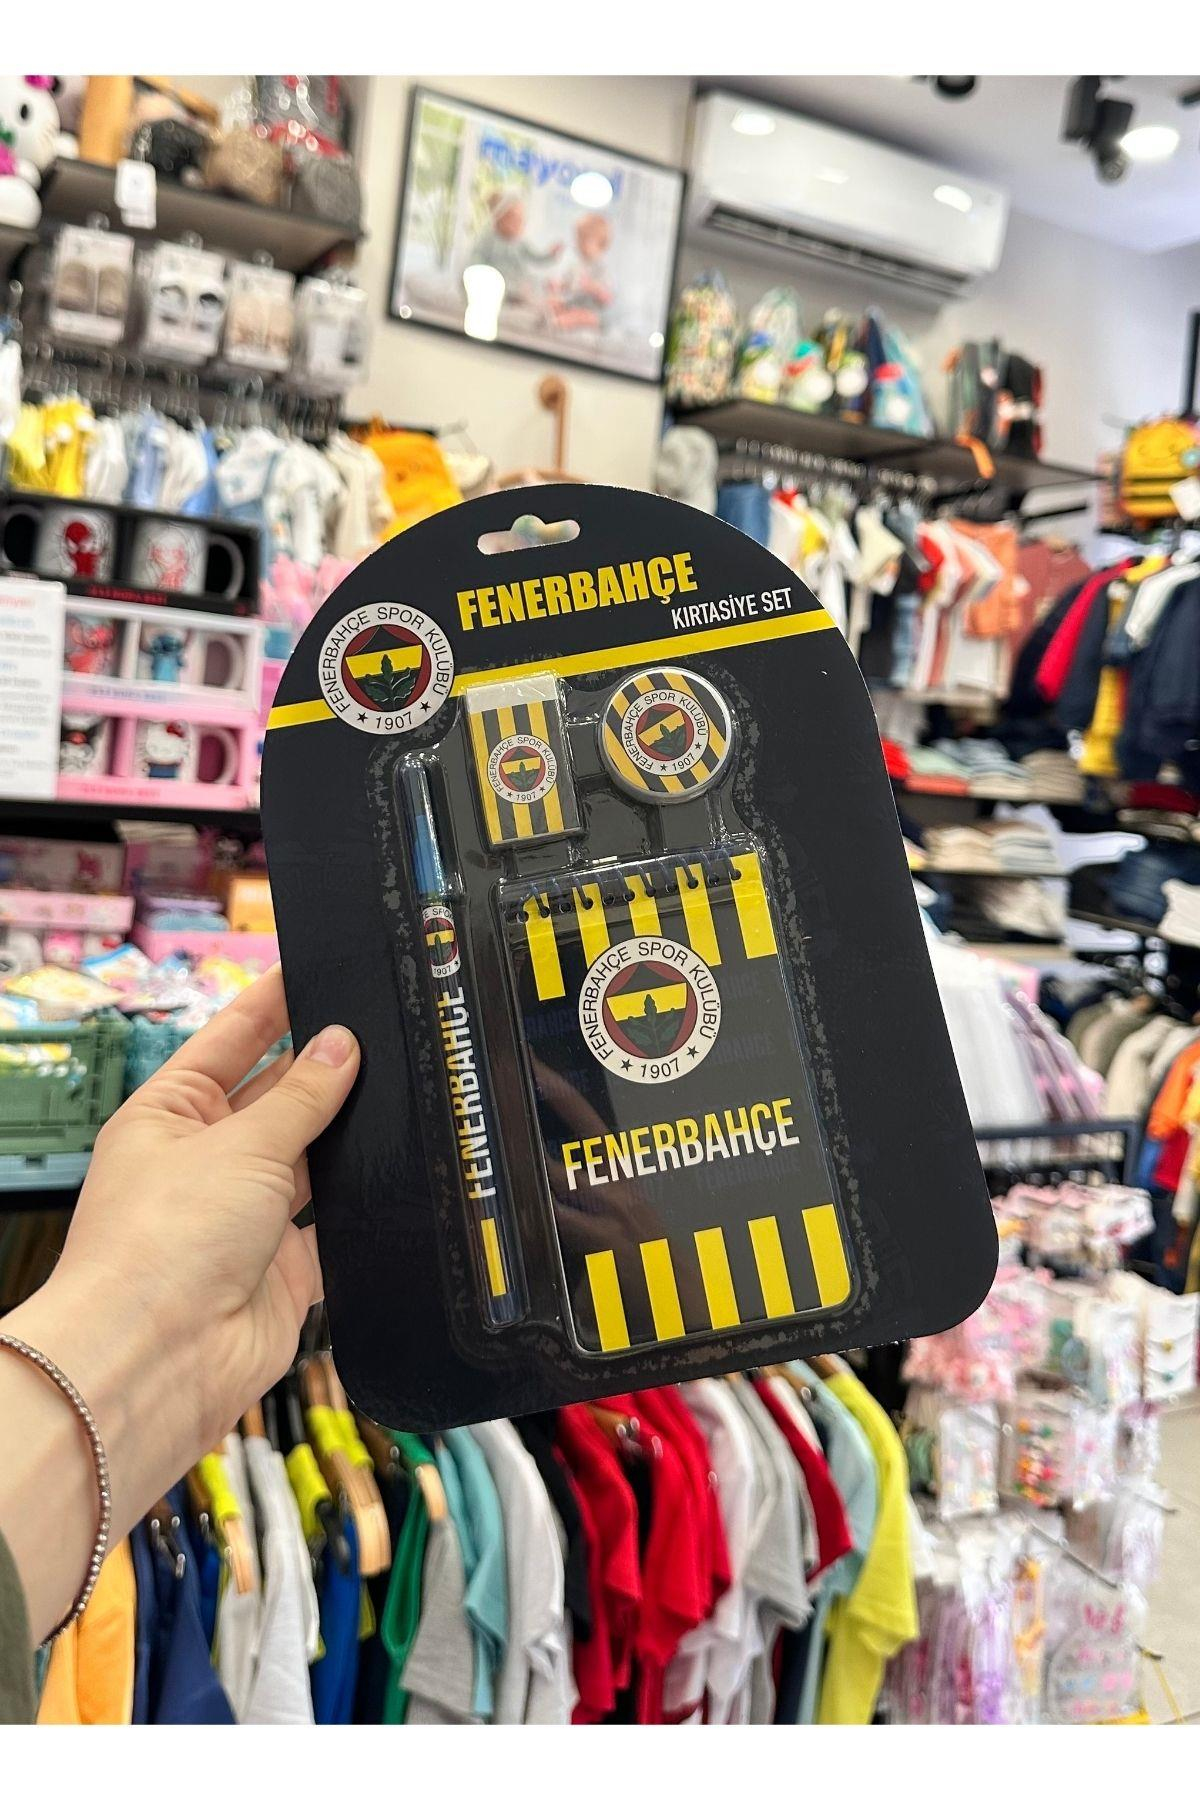 mayoral
FENERBAHÇE
KIRTASİYE SET
FENERBAHÇE SPOR KULÜBÜ
★ 1907 ★
FENERBAHÇE SPOR KULÜBÜ
★ 1907 ★
FENERBAHÇE SPOR KULÜBÜ
★ 1907 ★
FENERBAHÇE
FENERBAHÇE SPOR KULÜBÜ
★ 1907 ★
FENERBAHÇE